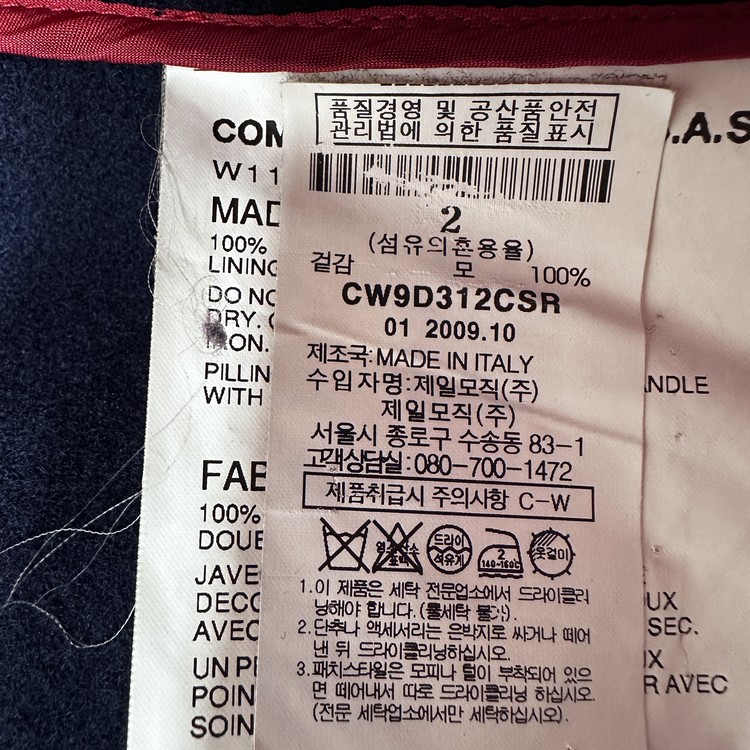 품질경영 및 공산품안전
관리법에 의한 품질표시
2
(섬유의혼용율)
겉감 모 100%
CW9D312CSR
01 2009.10
제조국:MADE IN ITALY
수입자명:제일모직(주)
제일모직(주)
서울시 종로구 수송동 83-1
고객상담실:080-700-1472
제품취급시 주의사항 C-W
드라이
석유계
2
140~160℃
옷걸이
1.이 제품은 세탁 전문업소에서 드라이클리
닝해야 합니다.(물세탁 불가).
2.단추나 액세서리는 은박지로 싸거나 떼어
낸 뒤 드라이클리닝하십시오.
3.패치스타일은 모피나 털이 부착되어 있으
면 떼어내서 따로 드라이클리닝 하십시오.
(전문 세탁업소에서만 세탁하십시오).
COM
.A.S
W11
MAD
100%
LINING
DO NO
DRY.
IRON.
PILLIN
ANDLE
WITH
FAB
100%
DOUB
JAVE
OUX
DECO
SEC.
AVEC
UN P
UX
POIN
R AVEC
SOIN